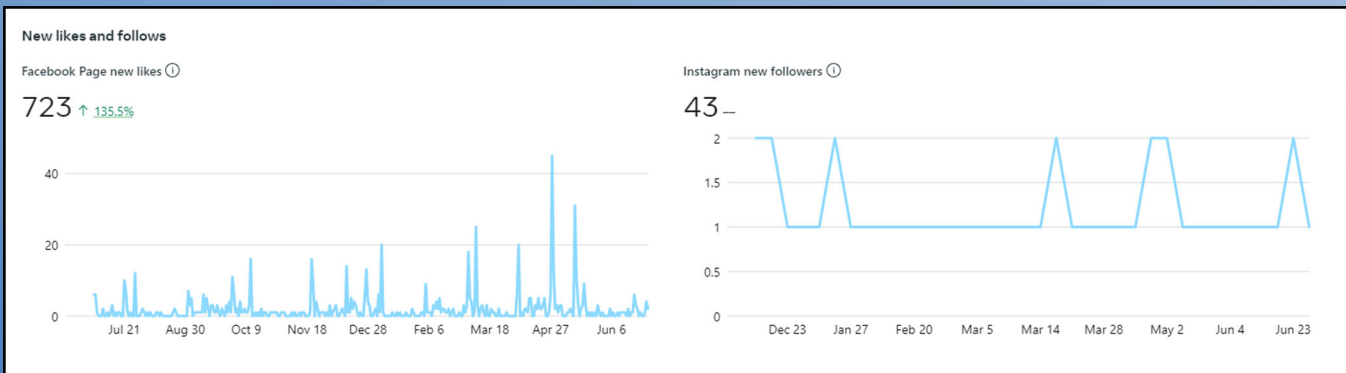 New likes and follows
Facebook Page new likes
723 ↑ 135.5%
40
20
0
Jul 21 Aug 30 Oct 9 Nov 18 Dec 28 Feb 6 Mar 18 Apr 27 Jun 6
Instagram new followers
43 --
2
1.5
1
0.5
0
Dec 23 Jan 27 Feb 20 Mar 5 Mar 14 Mar 28 May 2 Jun 4 Jun 23